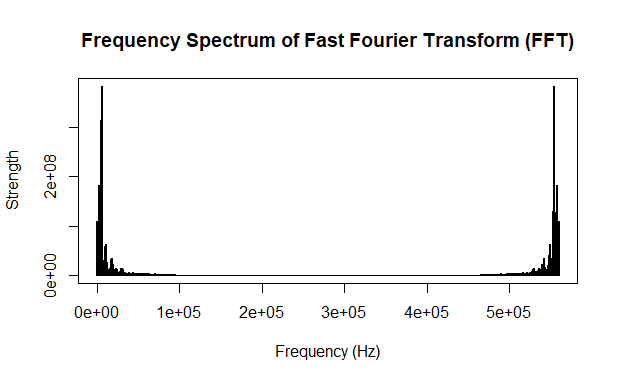 Frequency Spectrum of Fast Fourier Transform (FFT)
Strength
2e+08
0e+00
0e+00 1e+05 2e+05 3e+05 4e+05 5e+05
Frequency (Hz)